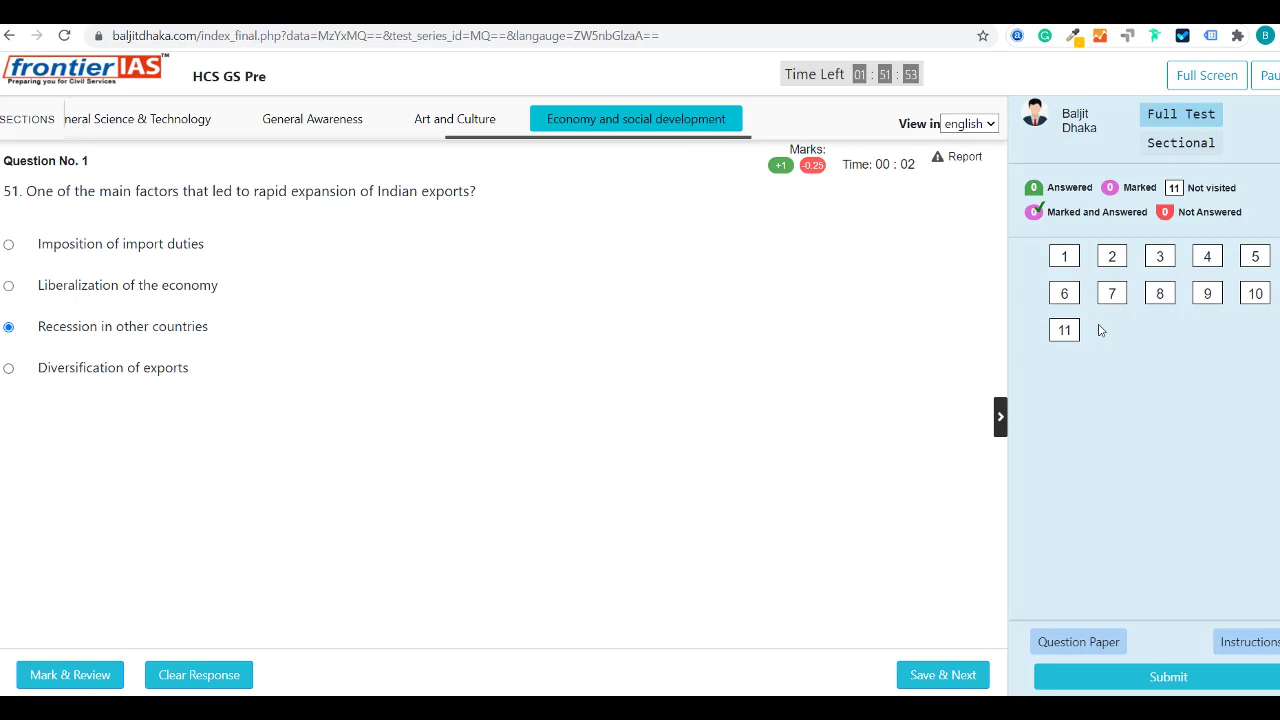 baljitdhaka.com/index_final.php?data=MzYxMQ==&test_series_id=MQ==&langauge=ZW5nbGlzaA==
B
frontier IAS TM
Preparing you for Civil Services
HCS GS Pre
Time Left 01 : 51 : 53
Full Screen
Pau
SECTIONS
neral Science & Technology
General Awareness
Art and Culture
Economy and social development
View in english
Baljit Dhaka
Full Test
Sectional
Question No. 1
Marks:
+1 -0.25
Time: 00 : 02
Report
51. One of the main factors that led to rapid expansion of Indian exports?
Imposition of import duties
Liberalization of the economy
Recession in other countries
Diversification of exports
0 Answered 0 Marked 11 Not visited
0 Marked and Answered 0 Not Answered
1 2 3 4 5
6 7 8 9 10
11
Question Paper
Instructions
Mark & Review
Clear Response
Save & Next
Submit